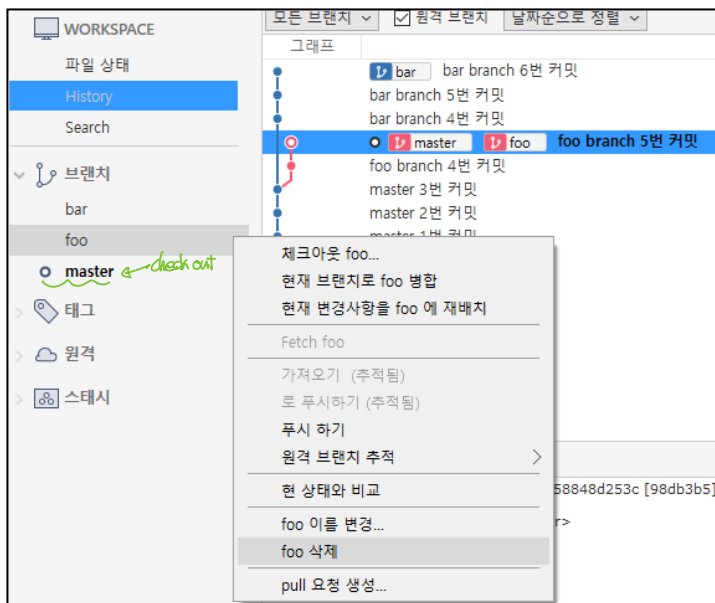 WORKSPACE
파일 상태
History
Search
브랜치
bar
foo
master check out
태그
원격
스태시
모든 브랜치 원격 브랜치 날짜순으로 정렬
그래프
bar bar branch 6번 커밋
bar branch 5번 커밋
bar branch 4번 커밋
master foo foo branch 5번 커밋
foo branch 4번 커밋
master 3번 커밋
master 2번 커밋
master 1번 커밋
체크아웃 foo...
현재 브랜치로 foo 병합
현재 변경사항을 foo 에 재배치
Fetch foo
가져오기 (추적됨)
로 푸시하기 (추적됨)
푸시 하기
원격 브랜치 추적
현 상태와 비교
foo 이름 변경...
foo 삭제
pull 요청 생성...
58848d253c [98db3b5]
r>